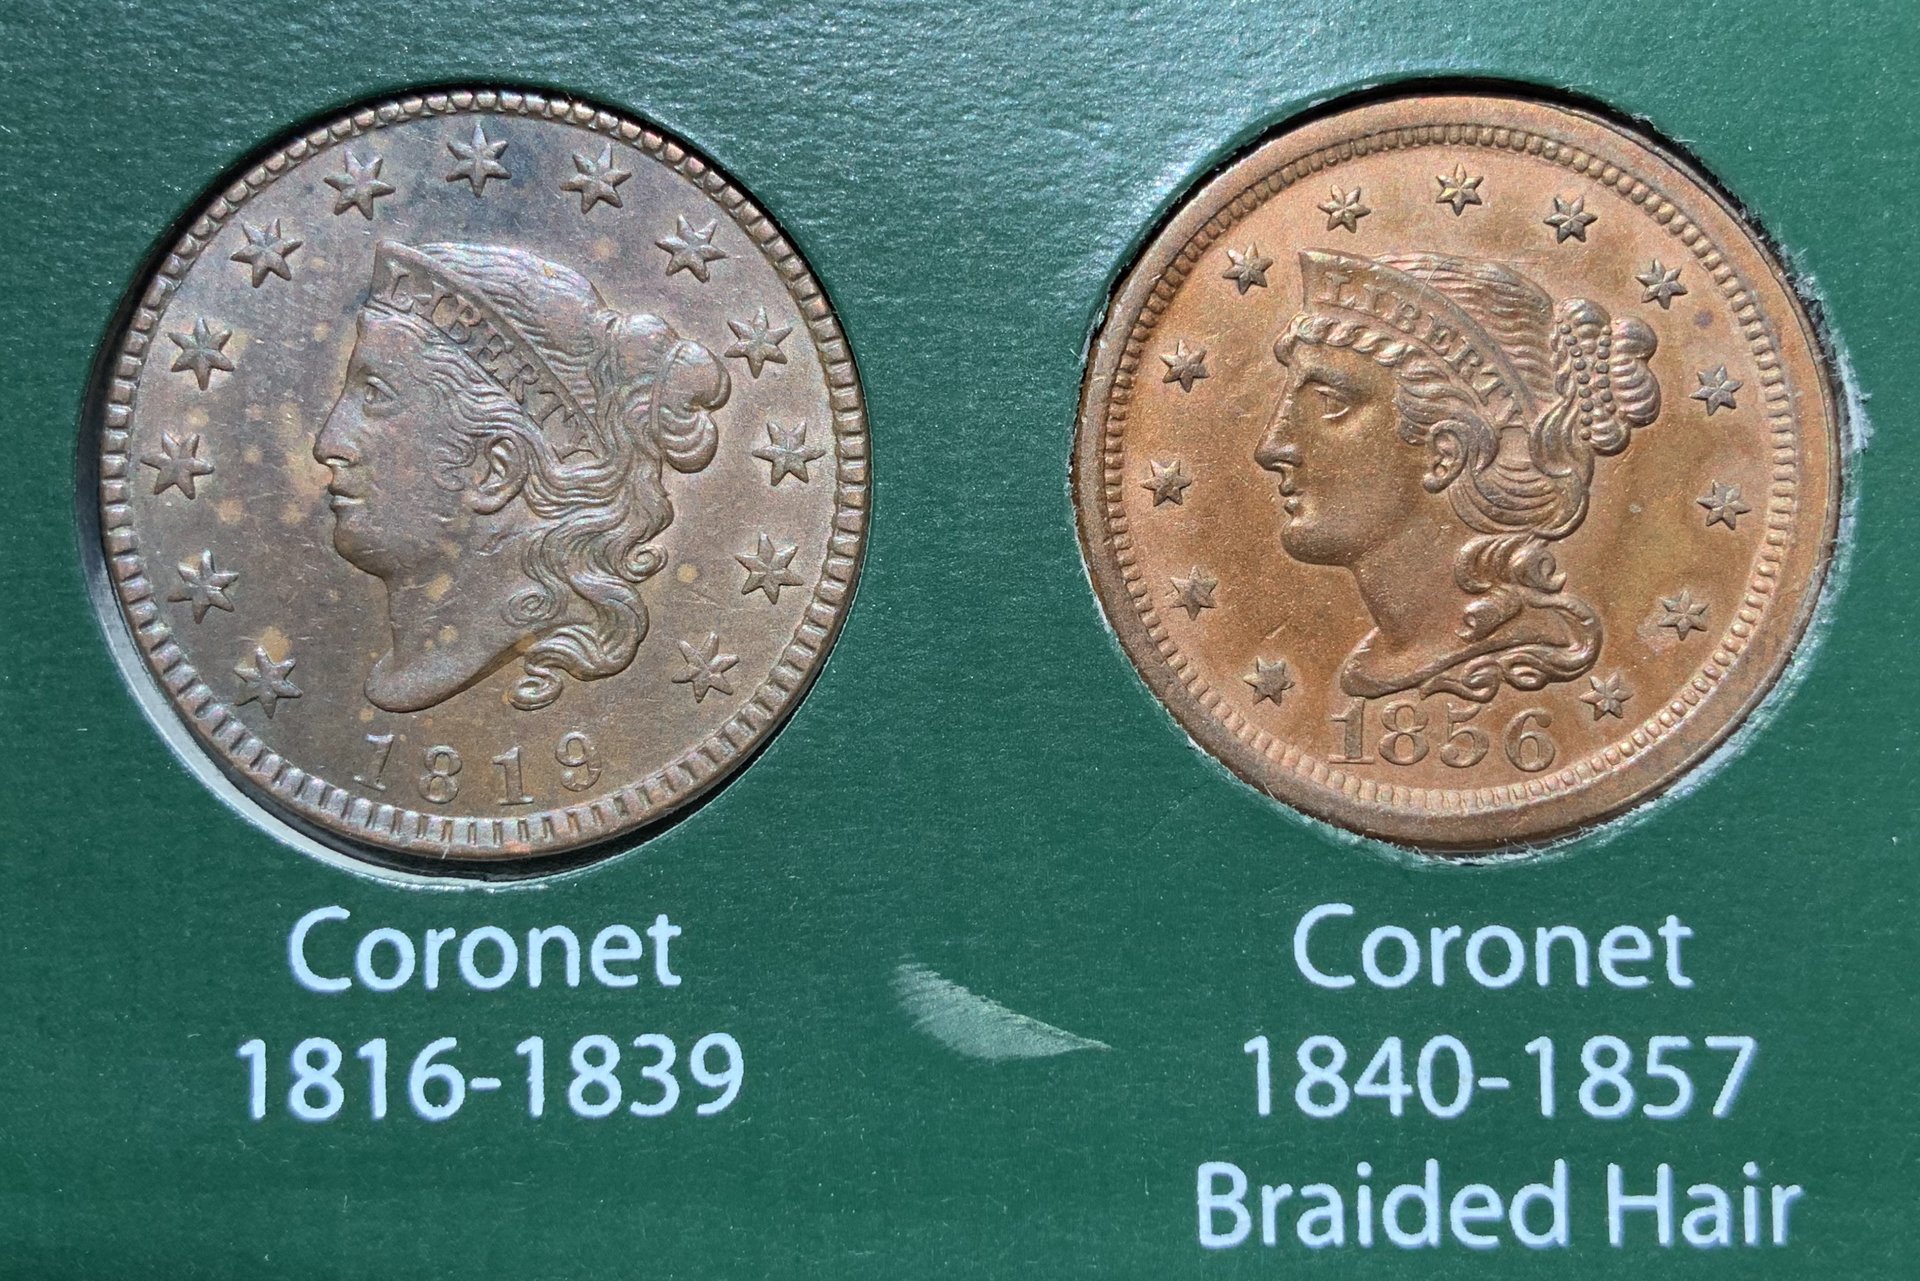 LIBERTY
1819
LIBERTY
1856
Coronet
1816-1839
Coronet
1840-1857
Braided Hair